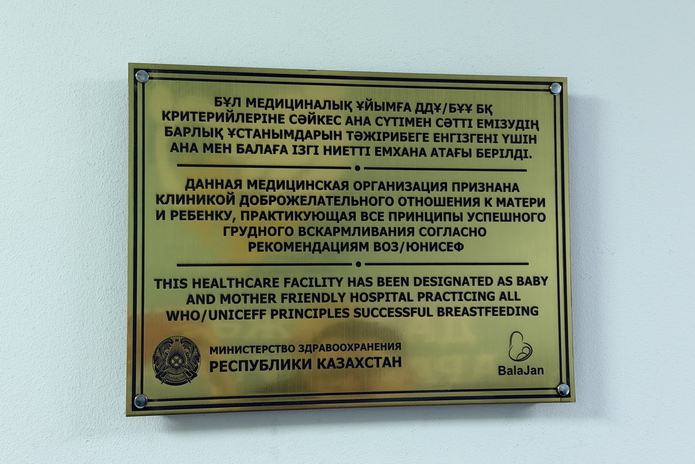 БҰЛ МЕДИЦИНАЛЫҚ ҰЙЫМҒА ДДҰ/БҰҰ БҚ
КРИТЕРИЙЛЕРІНЕ СӘЙКЕС АНА СҮТІМЕН СӘТТІ ЕМІЗУДІҢ
БАРЛЫҚ ҰСТАНЫМДАРЫН ТӘЖІРИБЕГЕ ЕНГІЗГЕНІ ҮШІН
АНА МЕН БАЛАҒА ІЗГІ НИЕТТІ ЕМХАНА АТАҒЫ БЕРІЛДІ.
ДАННАЯ МЕДИЦИНСКАЯ ОРГАНИЗАЦИЯ ПРИЗНАНА
КЛИНИКОЙ ДОБРОЖЕЛАТЕЛЬНОГО ОТНОШЕНИЯ К МАТЕРИ
И РЕБЕНКУ, ПРАКТИКУЮЩАЯ ВСЕ ПРИНЦИПЫ УСПЕШНОГО
ГРУДНОГО ВСКАРМЛИВАНИЯ СОГЛАСНО
РЕКОМЕНДАЦИЯМ ВОЗ/ЮНИСЕФ
THIS HEALTHCARE FACILITY HAS BEEN DESIGNATED AS BABY
AND MOTHER FRIENDLY HOSPITAL PRACTICING ALL
WHO/UNICEFF PRINCIPLES SUCCESSFUL BREASTFEEDING
МИНИСТЕРСТВО ЗДРАВООХРАНЕНИЯ
РЕСПУБЛИКИ КАЗАХСТАН
BalaJan